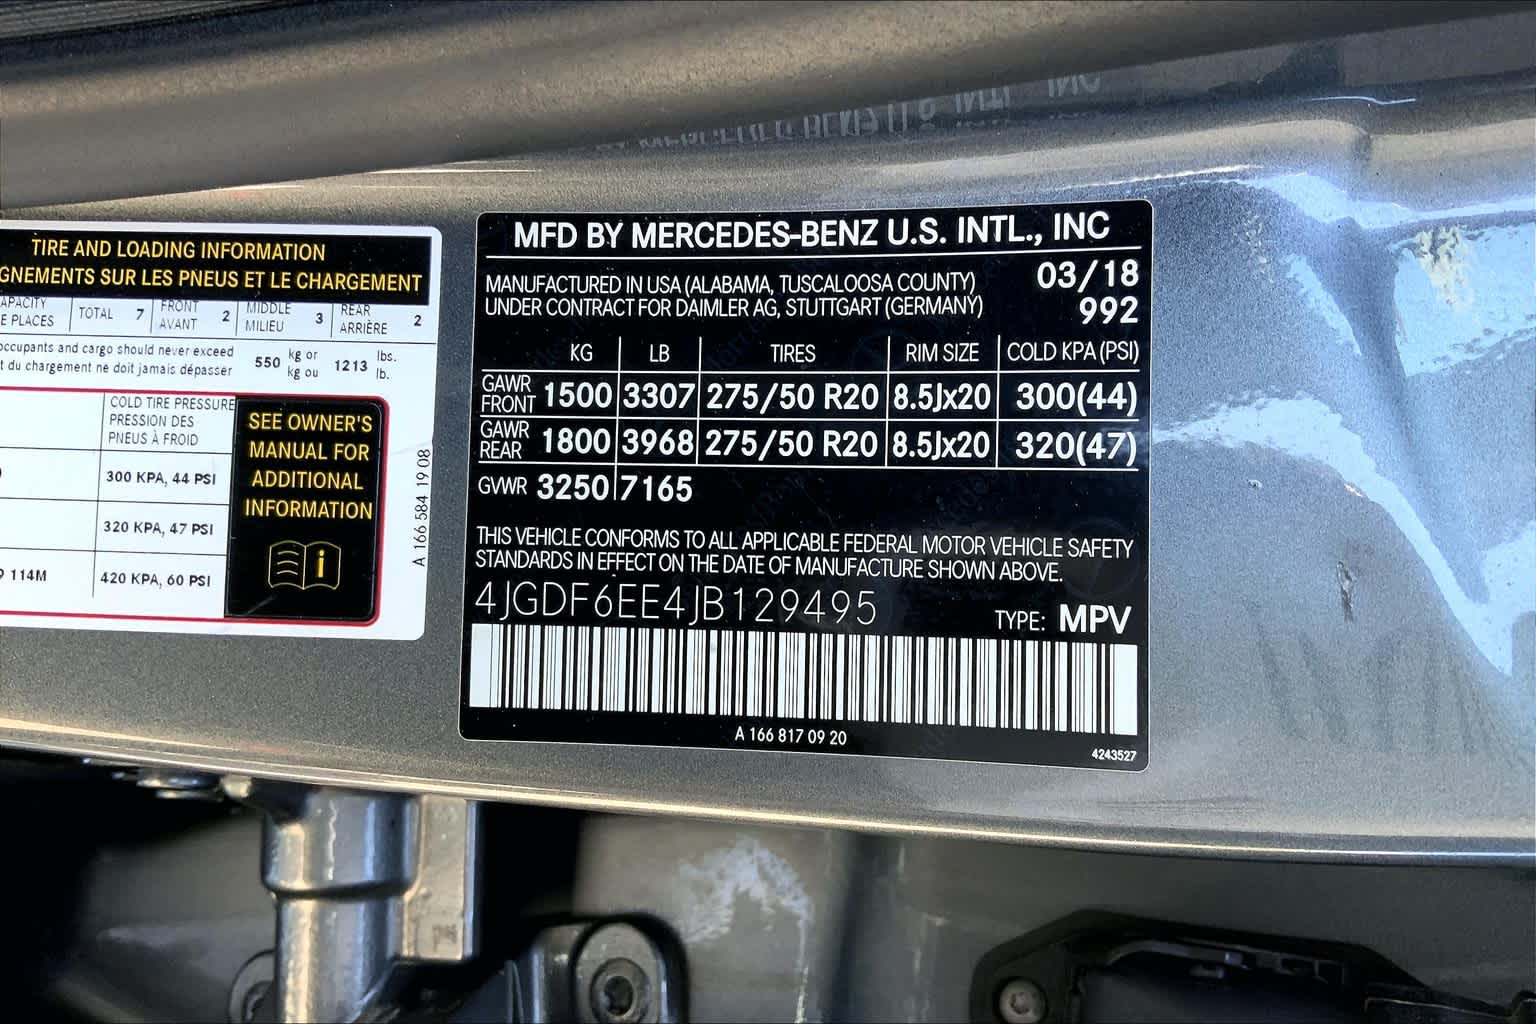 TIRE AND LOADING INFORMATION
GNEMENTS SUR LES PNEUS ET LE CHARGEMENT
APACITY
E PLACES
TOTAL 7
FRONT
AVANT 2
MIDDLE
MILIEU 3
REAR
ARRIÈRE 2
occupants and cargo should never exceed
t du chargement ne doit jamais dépasser
550 kg or
kg ou
1213 lbs.
lb.
COLD TIRE PRESSURE
PRESSION DES
PNEUS À FROID
300 KPA, 44 PSI
320 KPA, 47 PSI
9 114M 420 KPA, 60 PSI
SEE OWNER'S
MANUAL FOR
ADDITIONAL
INFORMATION
A 166 584 19 08
MFD BY MERCEDES-BENZ U.S. INTL., INC
MANUFACTURED IN USA (ALABAMA, TUSCALOOSA COUNTY) 03/18
UNDER CONTRACT FOR DAIMLER AG, STUTTGART (GERMANY) 992
KG LB TIRES RIM SIZE COLD KPA (PSI)
GAWR
FRONT 1500 3307 275/50 R20 8.5Jx20 300(44)
GAWR
REAR 1800 3968 275/50 R20 8.5Jx20 320(47)
GVWR 3250 7165
THIS VEHICLE CONFORMS TO ALL APPLICABLE FEDERAL MOTOR VEHICLE SAFETY
STANDARDS IN EFFECT ON THE DATE OF MANUFACTURE SHOWN ABOVE.
4JGDF6EE4JB129495 TYPE: MPV
A 166 817 09 20
4243527